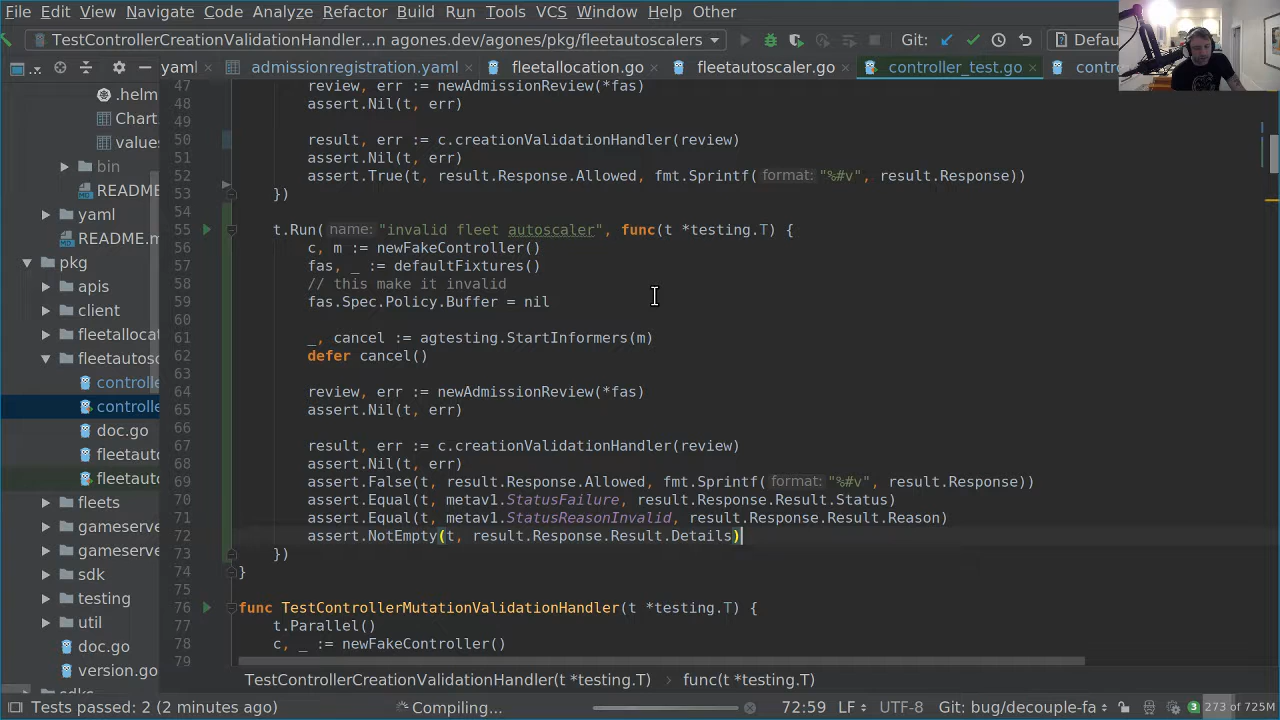 File Edit View Navigate Code Analyze Refactor Build Run Tools VCS Window Help Other
TestControllerCreationValidationHandler...n agones.dev/agones/pkg/fleetautoscalers Git: Defau
yaml admissionregistration.yaml fleetallocation.go fleetautoscaler.go controller_test.go contr
.helm
Chart.
values
bin
README
yaml
README.m
pkg
apis
client
fleetalloca
fleetautosc
controlle
controlle
doc.go
fleetauto
fleetauto
fleets
gameserve
gameserve
sdk
testing
util
doc.go
version.go
47 review, err := newAdmissionReview(*fas)
48 assert.Nil(t, err)
49
50 result, err := c.creationValidationHandler(review)
51 assert.Nil(t, err)
52 assert.True(t, result.Response.Allowed, fmt.Sprintf( format: "%#v", result.Response))
53 })
54
55 t.Run( name: "invalid fleet autoscaler", func(t *testing.T) {
56 c, m := newFakeController()
57 fas, _ := defaultFixtures()
58 // this make it invalid
59 fas.Spec.Policy.Buffer = nil
60
61 _, cancel := agtesting.StartInformers(m)
62 defer cancel()
63
64 review, err := newAdmissionReview(*fas)
65 assert.Nil(t, err)
66
67 result, err := c.creationValidationHandler(review)
68 assert.Nil(t, err)
69 assert.False(t, result.Response.Allowed, fmt.Sprintf( format: "%#v", result.Response))
70 assert.Equal(t, metav1.StatusFailure, result.Response.Result.Status)
71 assert.Equal(t, metav1.StatusReasonInvalid, result.Response.Result.Reason)
72 assert.NotEmpty(t, result.Response.Result.Details)
73 })
74 }
75
76 func TestControllerMutationValidationHandler(t *testing.T) {
77 t.Parallel()
78 c, _ := newFakeController()
79
TestControllerCreationValidationHandler(t *testing.T) func(t *testing.T)
Tests passed: 2 (2 minutes ago) Compiling... 72:59 LF UTF-8 Git: bug/decouple-fa 3 273 of 725M